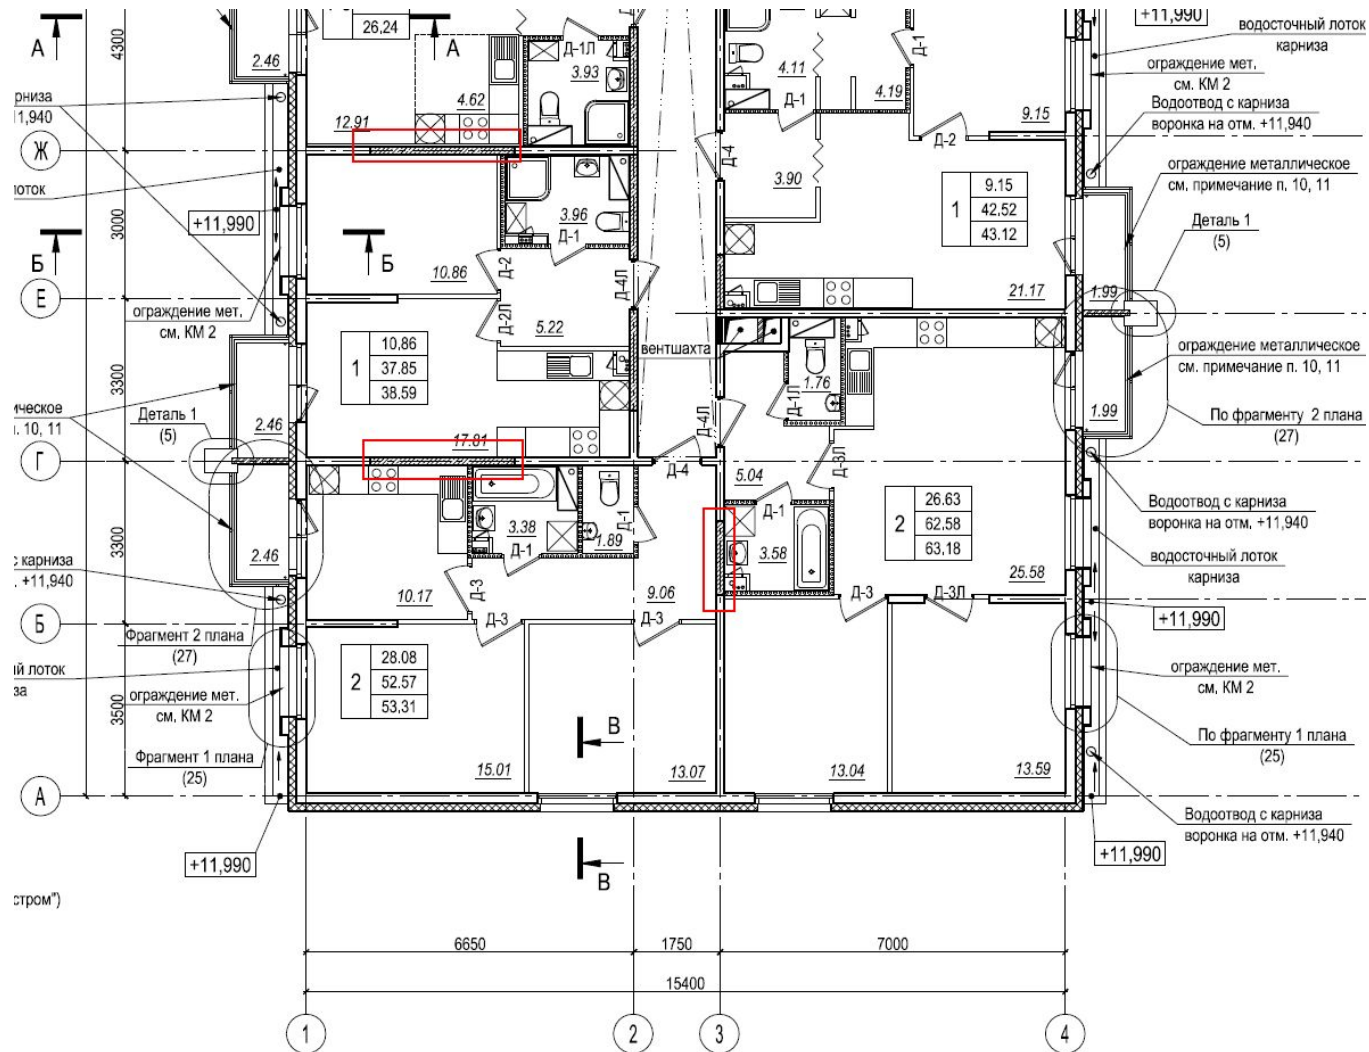 А
А
26,24
4300
2.46
12.91
4.62
Д-1Л
3.93
4.11
Д-1
4.19
Д-1
9.15
Д-2
+11,990
водосточный лоток
карниза
ограждение мет.
см. КМ 2
Водоотвод с карниза
воронка на отм. +11,940
ограждение металлическое
см. примечание п. 10, 11
Деталь 1
(5)
рниза
11,940
Ж
лоток
+11,990
3000
Б
Б
Е
ограждение мет.
см, КМ 2
10.86
Д-2
Д-2Л
3.96
Д-1
5.22
Д-4Л
Д-4
3.90
1
9.15
42.52
43.12
21.17
1.99
1
10,86
37.85
38.59
вентшахта
1.76
Д-1Л
ограждение металлическое
см. примечание п. 10, 11
1.99
По фрагменту 2 плана
(27)
3300
ическое
. 10, 11
Деталь 1
(5)
2.46
17.81
Г
Д-4Л
Д-4
5.04
Д-3Л
2
26.63
62.58
63.18
Водоотвод с карниза
воронка на отм. +11,940
водосточный лоток
карниза
3300
2.46
3.38
Д-1
1.89
Д-1
Д-1
3.58
25.58
с карниза
. +11,940
10.17
Д-3
9.06
Д-3
Д-3
Д-3
Д-3Л
+11,990
Б
Фрагмент 2 плана
(27)
й лоток
за
ограждение мет.
см, КМ 2
3500
2
28.08
52.57
53,31
Фрагмент 1 плана
(25)
В
15.01
13.07
13.04
13.59
ограждение мет.
см, КМ 2
По фрагменту 1 плана
(25)
А
+11,990
В
Водоотвод с карниза
воронка на отм. +11,940
+11,990
стром")
6650
1750
7000
15400
1
2
3
4